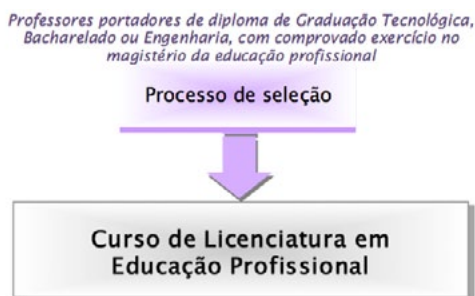 Professores portadores de diploma de Graduação Tecnológica,
Bacharelado ou Engenharia, com comprovado exercício no
magistério da educação profissional
Processo de seleção
Curso de Licenciatura em
Educação Profissional